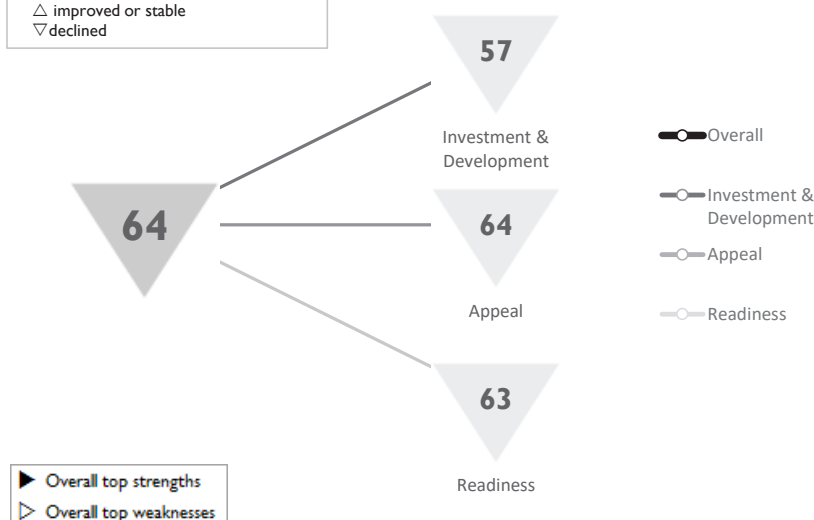 △ improved or stable
▽ declined
57
Investment &
Development
64
64
Appeal
63
Readiness
Overall
Investment &
Development
Appeal
Readiness
▶ Overall top strengths
▷ Overall top weaknesses